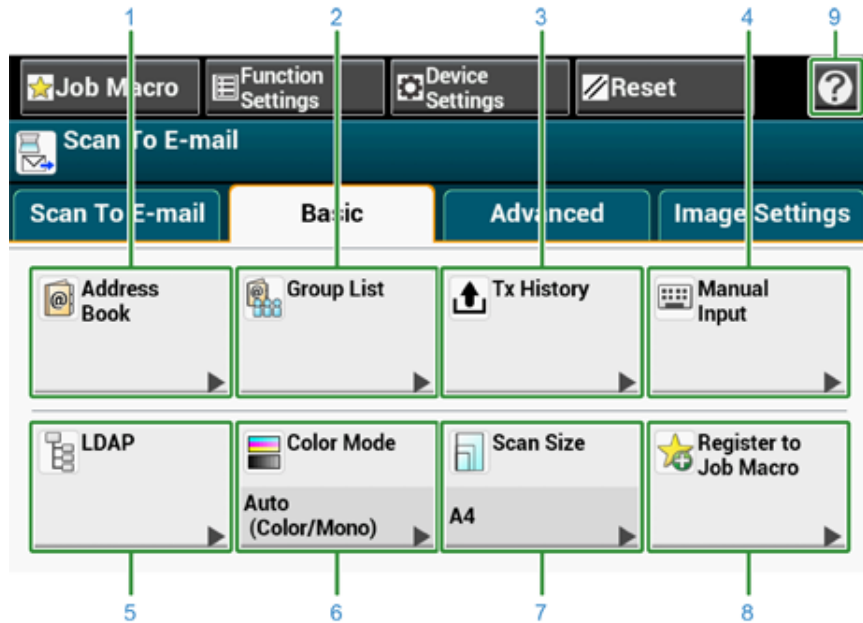 1 2 3 4 9
Job Macro
Function
Settings
Device
Settings
Reset
?
Scan To E-mail
Scan To E-mail Basic Advanced Image Settings
Address
Book
Group List
Tx History
Manual
Input
LDAP
Color Mode
Auto
(Color/Mono)
Scan Size
A4
Register to
Job Macro
5 6 7 8